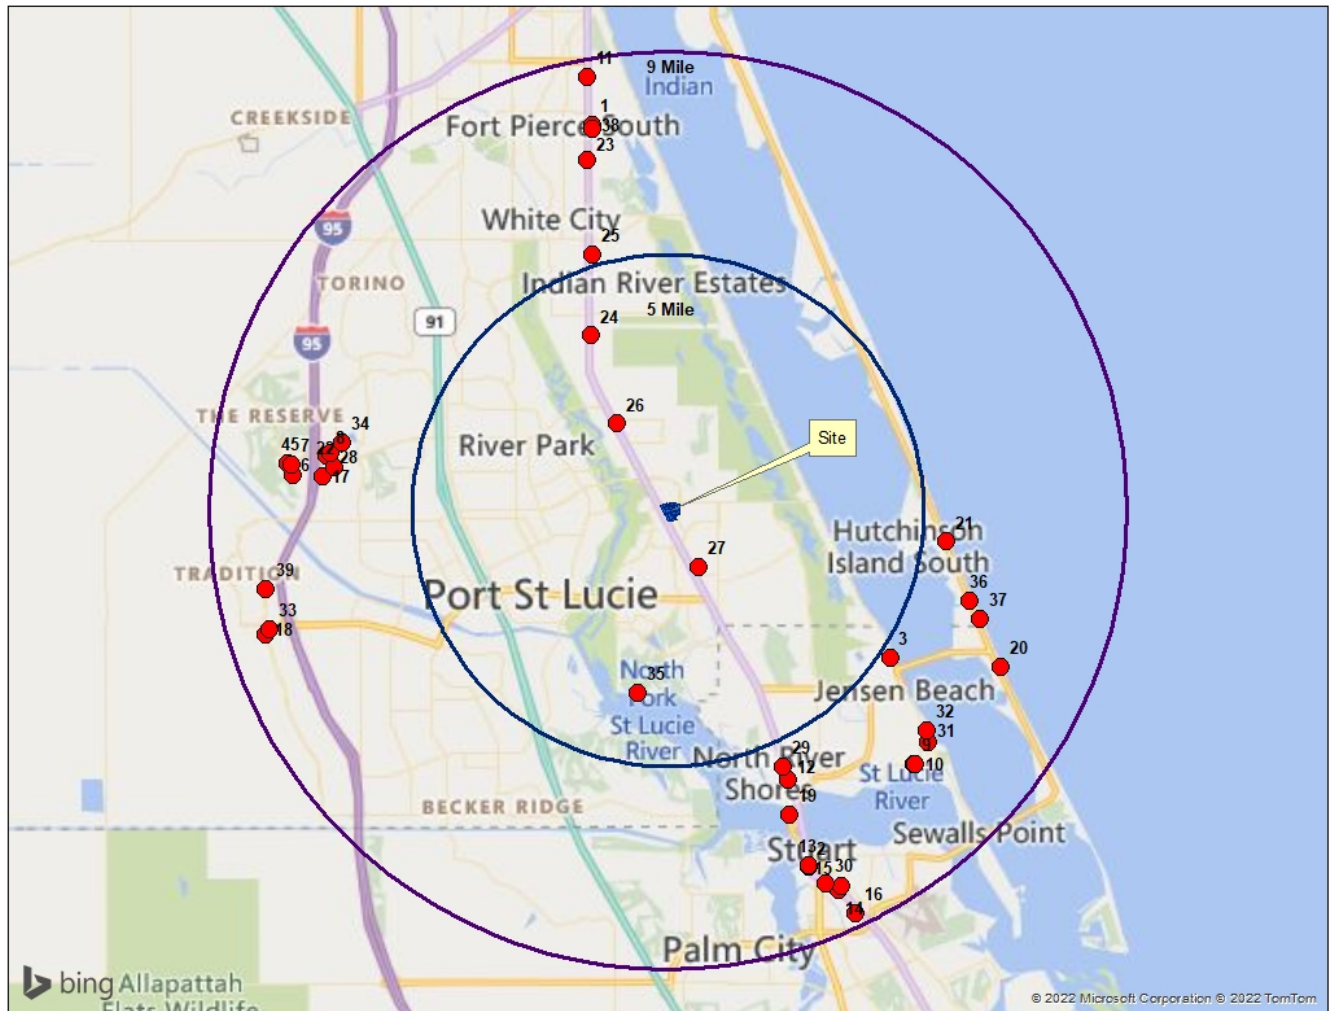 11
9 Mile
Indian
CREEKSIDE
1
Fort Pierce South
38
23
95
White City
25
TORINO
Indian River Estates
5 Mile
91
24
95
THE RESERVE
34
26
8
Site
457
22
River Park
28
6
17
21
Hutchinson
Island South
27
TRADITION
39
36
Port St Lucie
37
33
18
3
20
North
35
Fork
Jensen Beach
St Lucie
River
32
31
9
29
North River
10
12
Shores
St Lucie
River
19
BECKER RIDGE
Sewalls Point
132
Stuart
15
30
16
14
Palm City
bing
Allapattah
Flats Wildlife
© 2022 Microsoft Corporation © 2022 TomTom